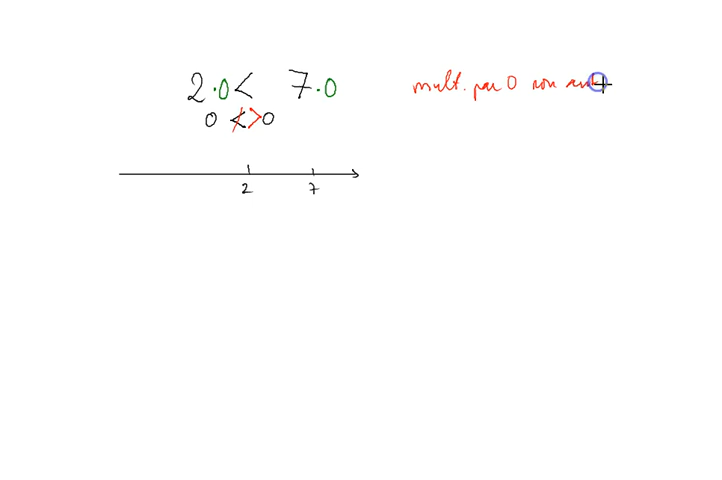 2 · 0 < 7 · 0
0 < > 0
mult. par 0 non aut
2 7